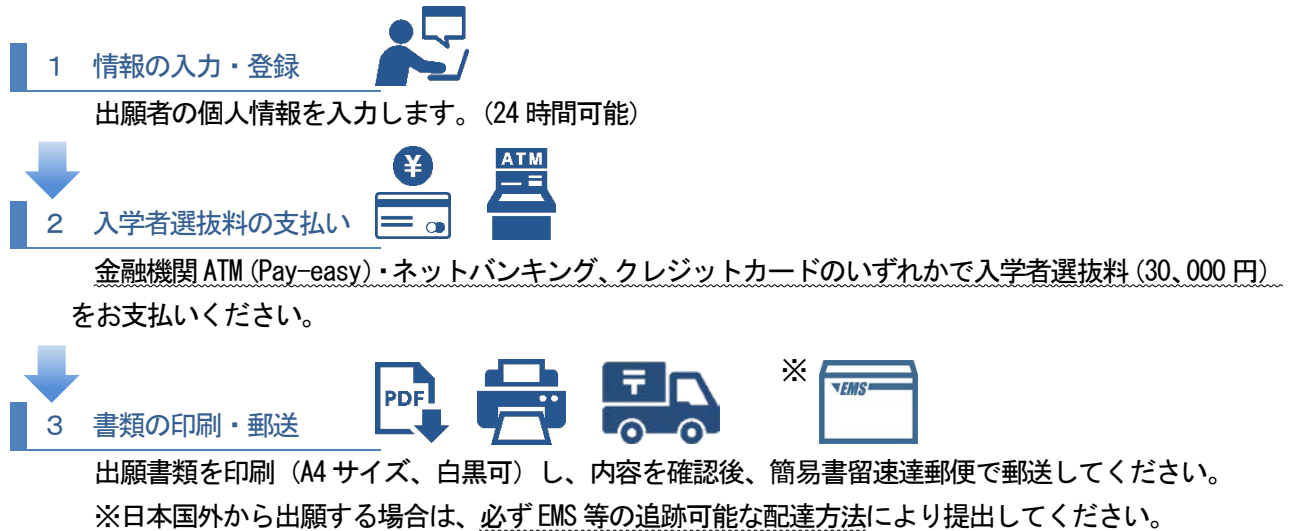 1 情報の入力・登録
出願者の個人情報を入力します。(24 時間可能)
¥
ATM
2 入学者選抜料の支払い
金融機関 ATM(Pay-easy)・ネットバンキング、クレジットカードのいずれかで入学者選抜料(30、000 円)
をお支払いください。
PDF
〒
※
EMS
3 書類の印刷・郵送
出願書類を印刷(A4 サイズ、白黒可)し、内容を確認後、簡易書留速達郵便で郵送してください。
※日本国外から出願する場合は、必ず EMS 等の追跡可能な配達方法により提出してください。